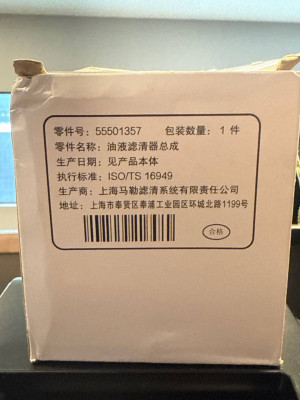 零件号: 55501357 包装数量: 1 件
零件名称: 油液滤清器总成
生产日期: 见产品本体
执行标准: ISO/TS 16949
生产商: 上海马勒滤清系统有限责任公司
地址: 上海市奉贤区奉浦工业园区环城北路1199号
合格